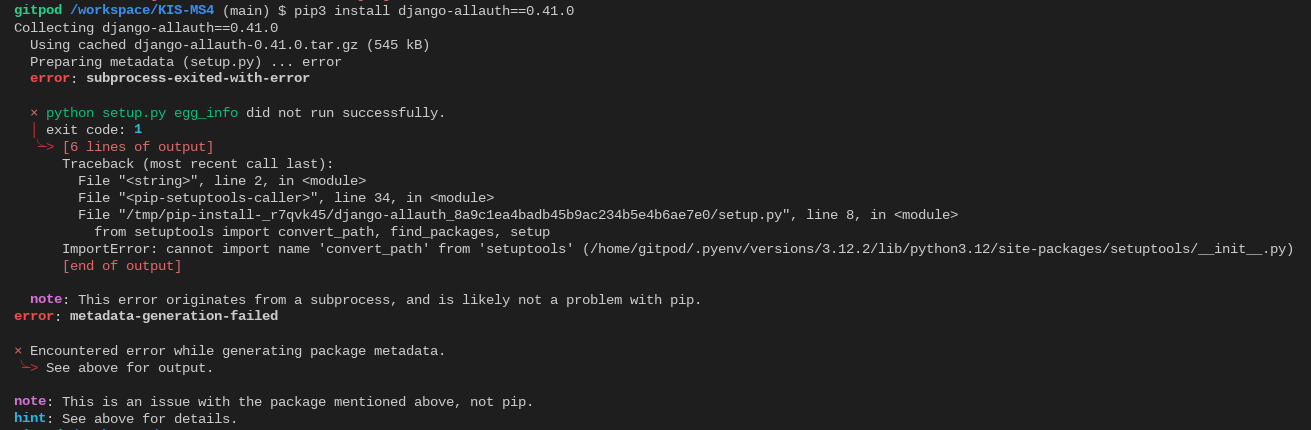 gitpod /workspace/KIS-MS4 (main) $ pip3 install django-allauth==0.41.0
Collecting django-allauth==0.41.0
  Using cached django-allauth-0.41.0.tar.gz (545 kB)
  Preparing metadata (setup.py) ... error
  error: subprocess-exited-with-error

  × python setup.py egg_info did not run successfully.
  │ exit code: 1
  ╰─> [6 lines of output]
      Traceback (most recent call last):
        File "<string>", line 2, in <module>
        File "<pip-setuptools-caller>", line 34, in <module>
        File "/tmp/pip-install-_r7qvk45/django-allauth_8a9c1ea4badb45b9ac234b5e4b6ae7e0/setup.py", line 8, in <module>
          from setuptools import convert_path, find_packages, setup
      ImportError: cannot import name 'convert_path' from 'setuptools' (/home/gitpod/.pyenv/versions/3.12.2/lib/python3.12/site-packages/setuptools/__init__.py)
      [end of output]

  note: This error originates from a subprocess, and is likely not a problem with pip.
error: metadata-generation-failed

× Encountered error while generating package metadata.
╰─> See above for output.

note: This is an issue with the package mentioned above, not pip.
hint: See above for details.